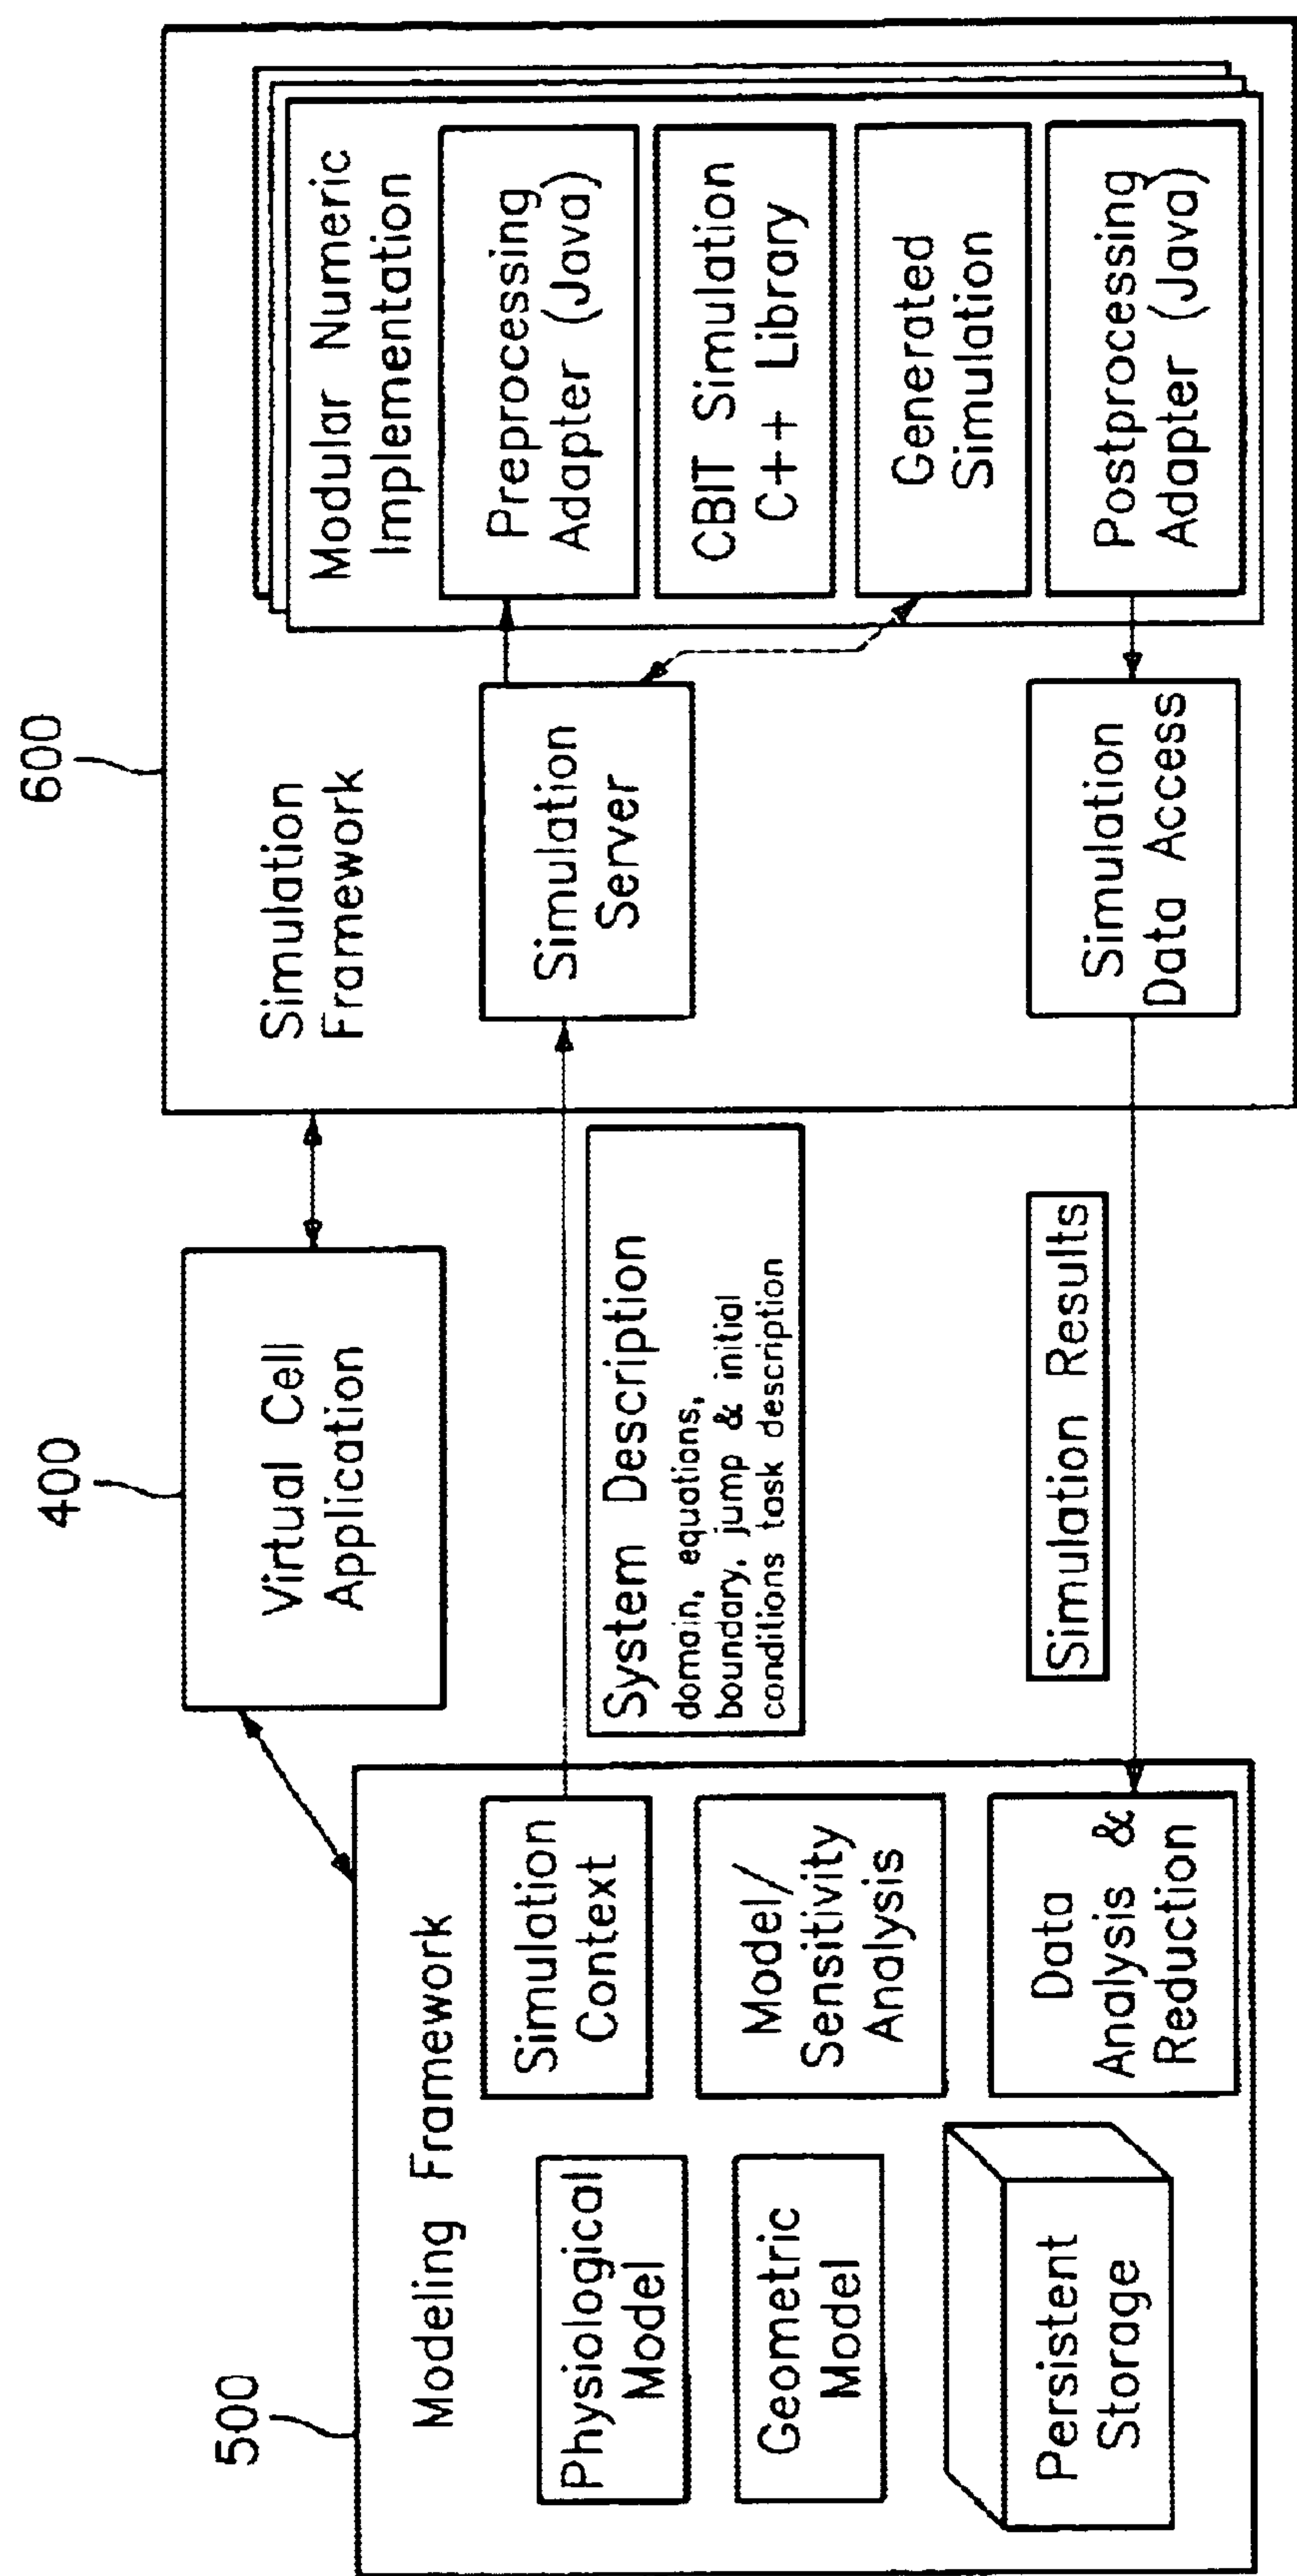 400
Virtual Cell
Application
500
Modeling Framework
Physiological
Model
Geometric
Model
Persistent
Storage
Simulation
Context
Model/
Sensitivity
Analysis
Data
Analysis &
Reduction
System Description
domain, equations,
boundary, jump & initial
conditions task description
Simulation Results
600
Simulation
Framework
Simulation
Server
Simulation
Data Access
Modular Numeric
Implementation
Preprocessing
Adapter (Java)
CBIT Simulation
C++ Library
Generated
Simulation
Postprocessing
Adapter (Java)